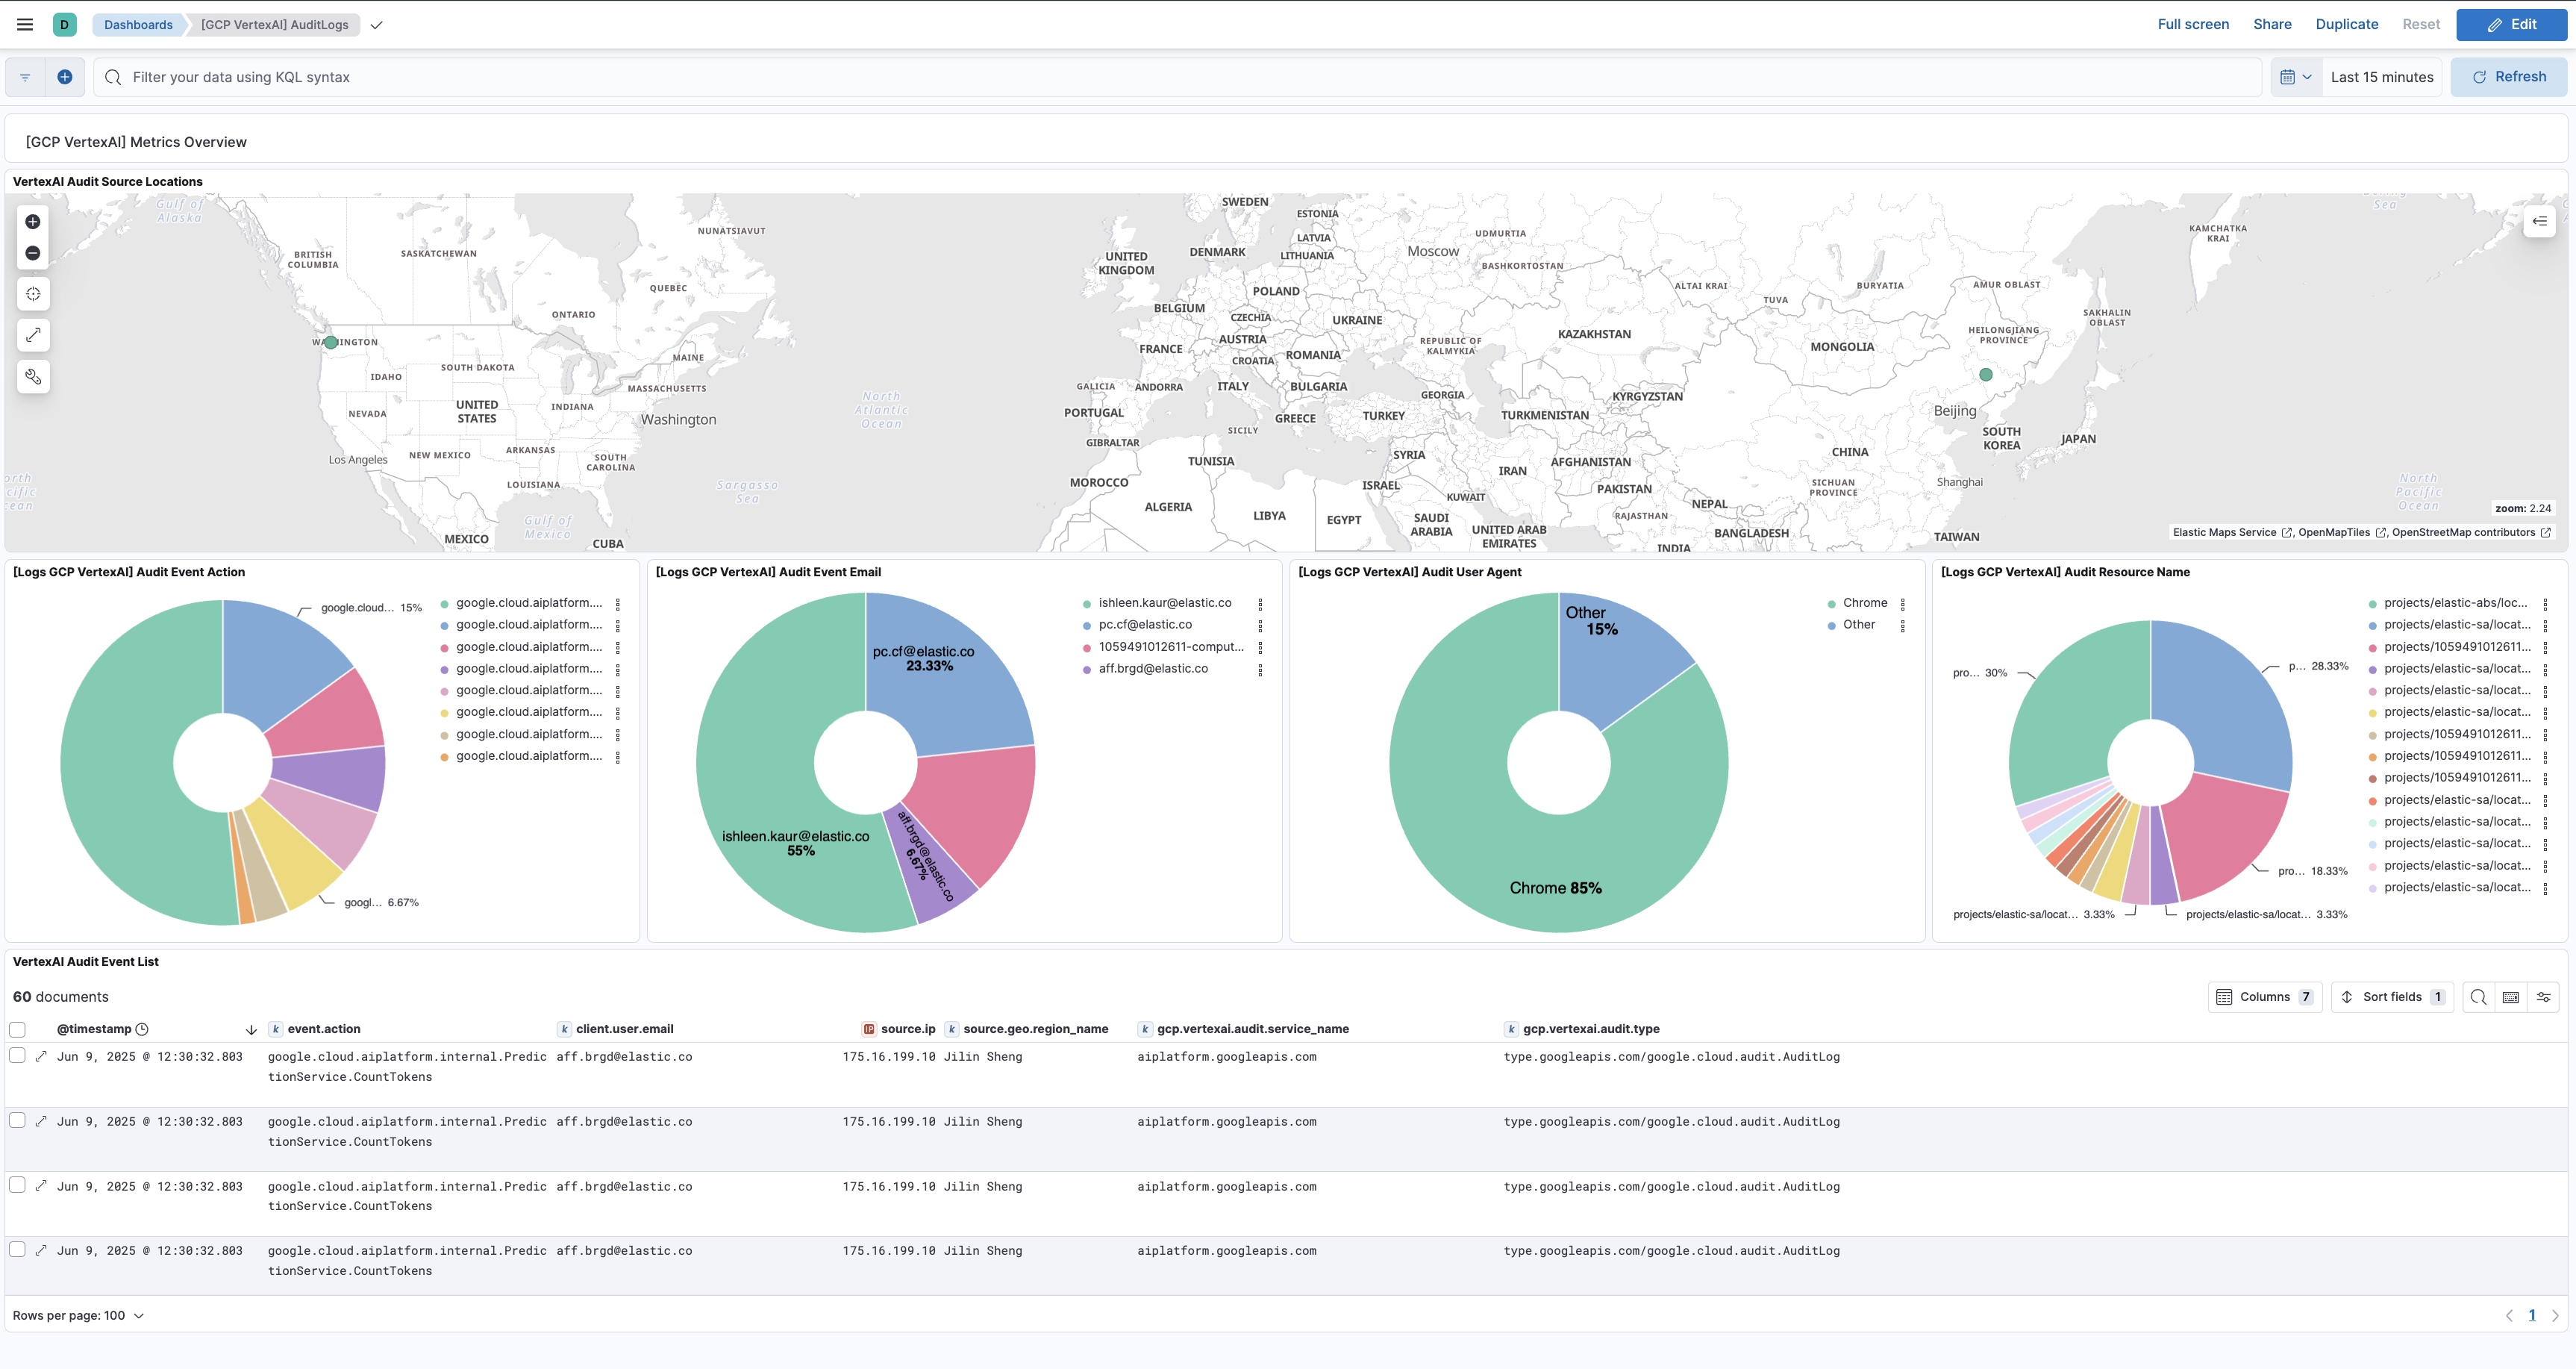 D Dashboards [GCP VertexAI] AuditLogs Full screen Share Duplicate Reset Edit
Filter your data using KQL syntax Last 15 minutes Refresh
[GCP VertexAI] Metrics Overview
VertexAI Audit Source Locations
Gulf of
Alaska
BRITISH
COLUMBIA
SASKATCHEWAN
NUNATSIAVUT
QUEBEC
ONTARIO
MAINE
SOUTH DAKOTA
IDAHO
MASSACHUSETTS
NEVADA
UNITED
STATES
INDIANA
Washington
Los Angeles
NEW MEXICO
ARKANSAS
SOUTH
CAROLINA
LOUISIANA
Sargasso
Sea
Gulf of
Mexico
MEXICO
CUBA
North
Atlantic
Ocean
SWEDEN
ESTONIA
LATVIA
LITHUANIA
DENMARK
UNITED
KINGDOM
Moscow
UDMURTIA
BASHKORTOSTAN
POLAND
BELGIUM
CZECHIA
UKRAINE
AUSTRIA
FRANCE
CROATIA
ROMANIA
REPUBLIC OF
KALMYKIA
KAZAKHSTAN
GALICIA
ANDORRA
ITALY
BULGARIA
GEORGIA
KYRGYZSTAN
PORTUGAL
GREECE
TURKEY
TURKMENISTAN
GIBRALTAR
SICILY
TUNISIA
SYRIA
IRAN
AFGHANISTAN
MOROCCO
ISRAEL
KUWAIT
PAKISTAN
ALGERIA
LIBYA
EGYPT
SAUDI
ARABIA
UNITED ARAB
EMIRATES
RAJASTHAN
NEPAL
BANGLADESH
INDIA
ALTAI KRAI
TUVA
BURYATIA
AMUR OBLAST
SAKHALIN
OBLAST
KAMCHATKA
KRAI
Sea
HEILONGJIANG
PROVINCE
MONGOLIA
Beijing
SOUTH
KOREA
JAPAN
CHINA
SICHUAN
PROVINCE
Shanghai
TAIWAN
North
Pacific
Ocean
zoom: 2.24
Elastic Maps Service , OpenMapTiles , OpenStreetMap contributors
[Logs GCP VertexAI] Audit Event Action
google.cloud... 15%
googl... 6.67%
google.cloud.aiplatform....
google.cloud.aiplatform....
google.cloud.aiplatform....
google.cloud.aiplatform....
google.cloud.aiplatform....
google.cloud.aiplatform....
google.cloud.aiplatform....
google.cloud.aiplatform....
[Logs GCP VertexAI] Audit Event Email
pc.cf@elastic.co
23.33%
ishleen.kaur@elastic.co
55%
aff.brgd@elastic.co
6.67%
ishleen.kaur@elastic.co
pc.cf@elastic.co
1059491012611-comput...
aff.brgd@elastic.co
[Logs GCP VertexAI] Audit User Agent
Other
15%
Chrome 85%
Chrome
Other
[Logs GCP VertexAI] Audit Resource Name
pro... 30%
p... 28.33%
pro... 18.33%
projects/elastic-sa/locat... 3.33%
projects/elastic-sa/locat... 3.33%
projects/elastic-abs/loc...
projects/elastic-sa/locat...
projects/1059491012611...
projects/elastic-sa/locat...
projects/elastic-sa/locat...
projects/elastic-sa/locat...
projects/1059491012611...
projects/1059491012611...
projects/1059491012611...
projects/elastic-sa/locat...
projects/elastic-sa/locat...
projects/elastic-sa/locat...
projects/elastic-sa/locat...
projects/elastic-sa/locat...
VertexAI Audit Event List
60 documents Columns 7 Sort fields 1
@timestamp k event.action k client.user.email IP source.ip k source.geo.region_name k gcp.vertexai.audit.service_name k gcp.vertexai.audit.type
Jun 9, 2025 @ 12:30:32.803 google.cloud.aiplatform.internal.Predic aff.brgd@elastic.co 175.16.199.10 Jilin Sheng aiplatform.googleapis.com type.googleapis.com/google.cloud.audit.AuditLog
tionService.CountTokens
Jun 9, 2025 @ 12:30:32.803 google.cloud.aiplatform.internal.Predic aff.brgd@elastic.co 175.16.199.10 Jilin Sheng aiplatform.googleapis.com type.googleapis.com/google.cloud.audit.AuditLog
tionService.CountTokens
Jun 9, 2025 @ 12:30:32.803 google.cloud.aiplatform.internal.Predic aff.brgd@elastic.co 175.16.199.10 Jilin Sheng aiplatform.googleapis.com type.googleapis.com/google.cloud.audit.AuditLog
tionService.CountTokens
Jun 9, 2025 @ 12:30:32.803 google.cloud.aiplatform.internal.Predic aff.brgd@elastic.co 175.16.199.10 Jilin Sheng aiplatform.googleapis.com type.googleapis.com/google.cloud.audit.AuditLog
tionService.CountTokens
Rows per page: 100 1